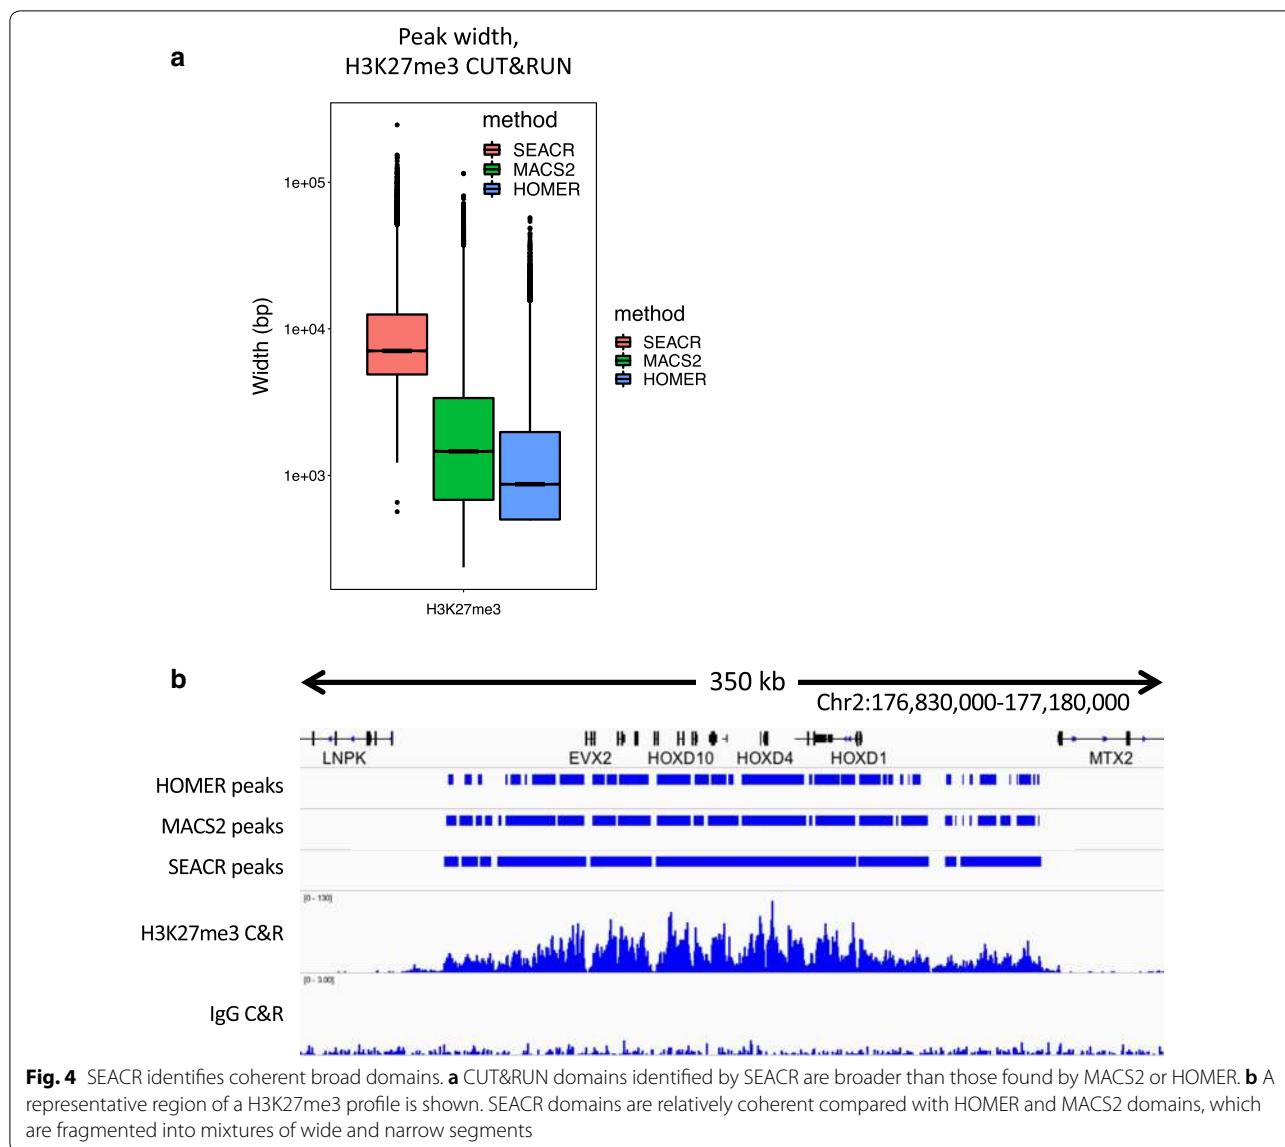 a
Peak width,
H3K27me3 CUT&RUN
method
SEACR
MACS2
HOMER
1e+05
1e+04
1e+03
Width (bp)
H3K27me3
method
SEACR
MACS2
HOMER
b
350 kb
Chr2:176,830,000-177,180,000
LNPK
EVX2
HOXD10
HOXD4
HOXD1
MTX2
HOMER peaks
MACS2 peaks
SEACR peaks
[0 - 130]
H3K27me3 C&R
[0 - 3.00]
IgG C&R
Fig. 4 SEACR identifies coherent broad domains. a CUT&RUN domains identified by SEACR are broader than those found by MACS2 or HOMER. b A
representative region of a H3K27me3 profile is shown. SEACR domains are relatively coherent compared with HOMER and MACS2 domains, which
are fragmented into mixtures of wide and narrow segments